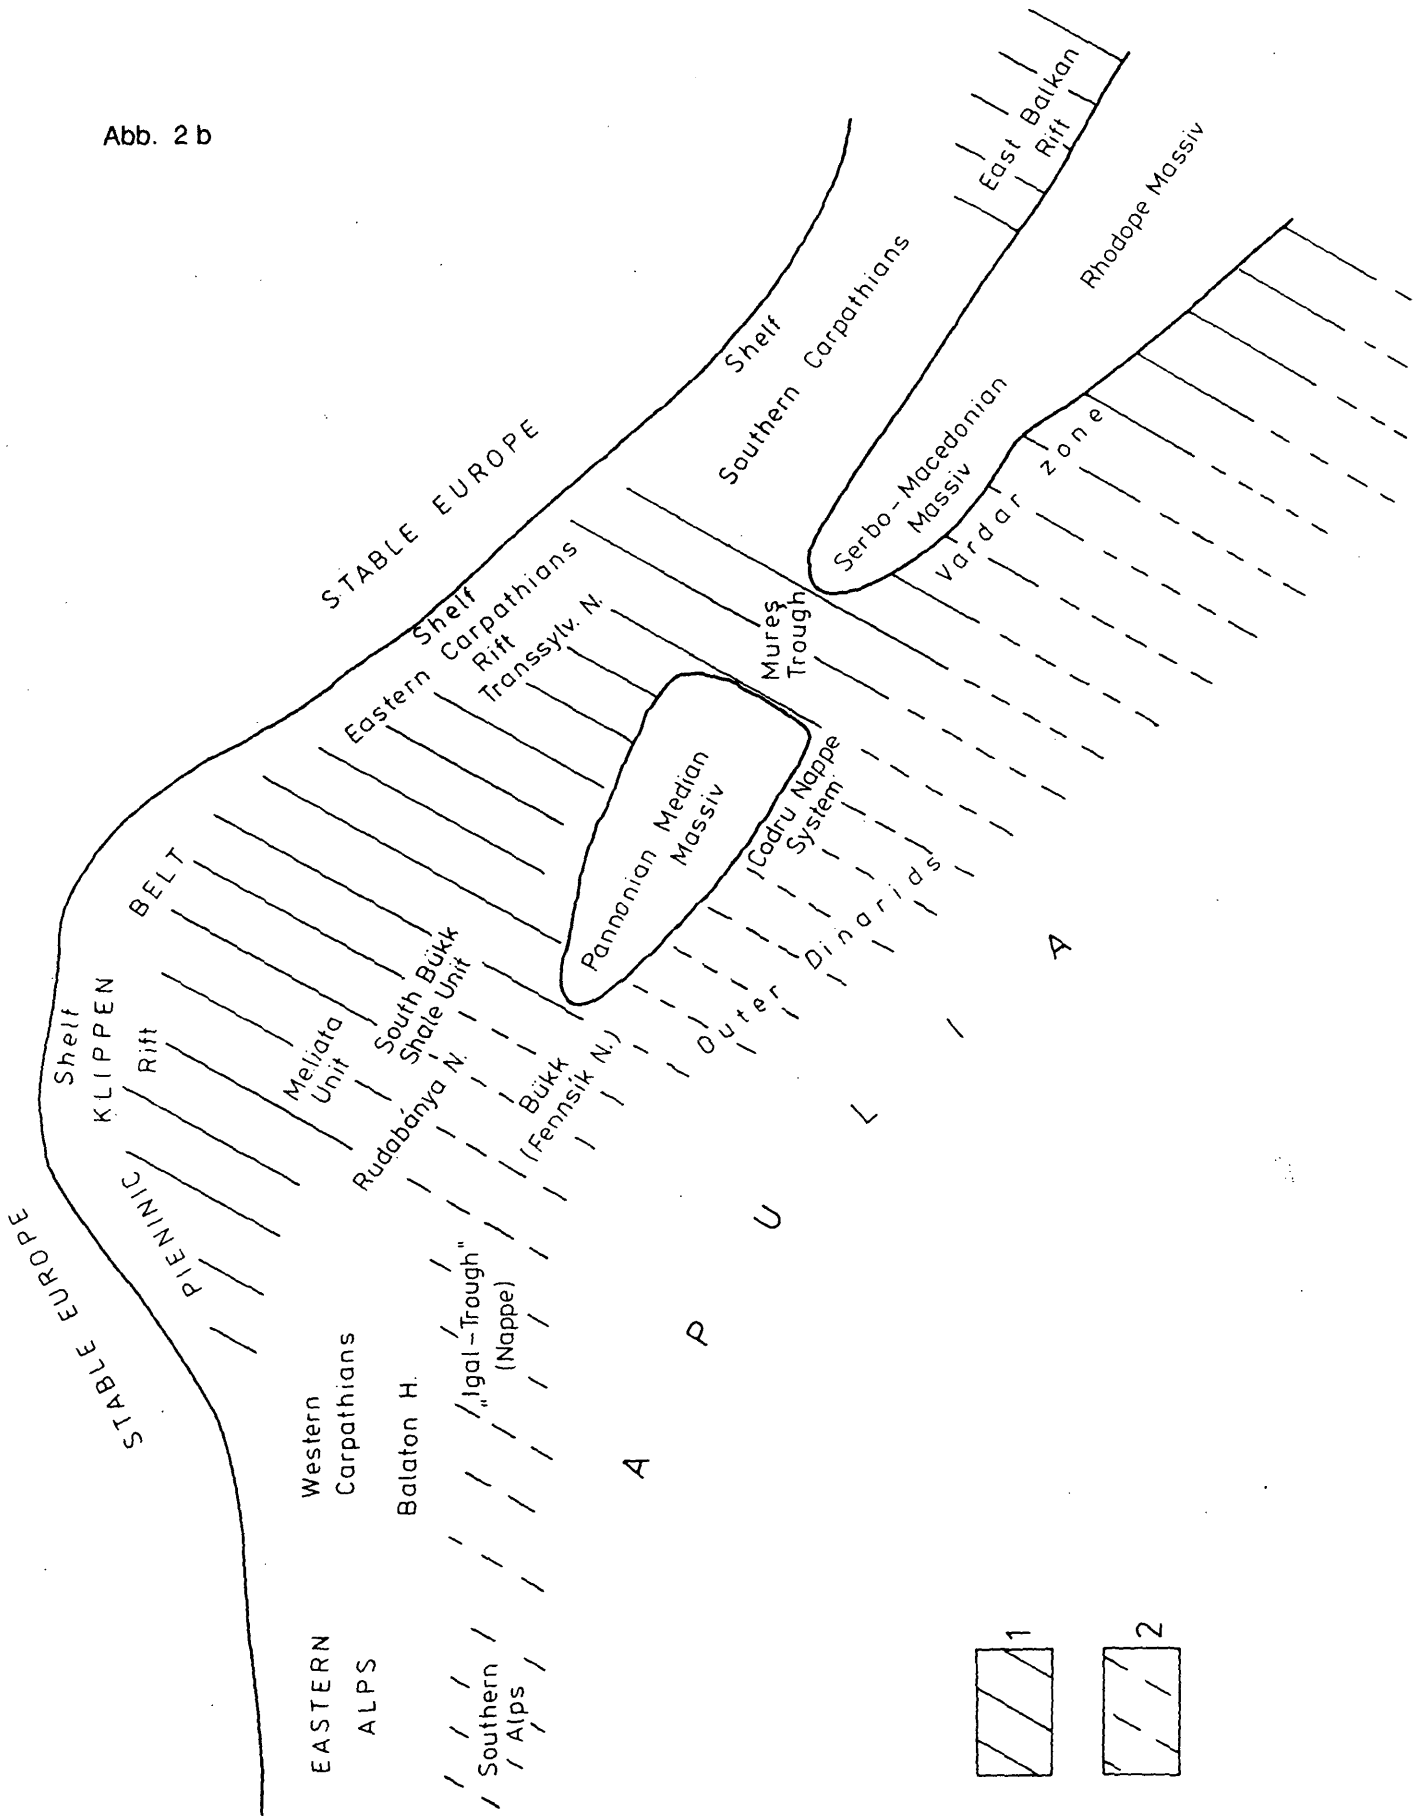 Abb. 2 b
STABLE EUROPE
STABLE EUROPE
Shelf
KLIPPEN
BELT
Rift
PIENINIC
Shelf
Eastern Carpathians
Rift
Transsylv. N.
Shelf
Southern Carpathians
East Balkan
Rift
Rhodope Massiv
Serbo-Macedonian
Massiv
Vardar zone
Mureş
Trough
Pannonian Median
Massiv
Codru Nappe
System
Outer Dinarids
Meliata
Unit
South Bükk
Shale Unit
Rudabánya N.
Bükk
(Fennsík N.)
„Igal-Trough"
(Nappe)
Western
Carpathians
Balaton H.
EASTERN
ALPS
Southern
Alps
A P U L I A
1
2